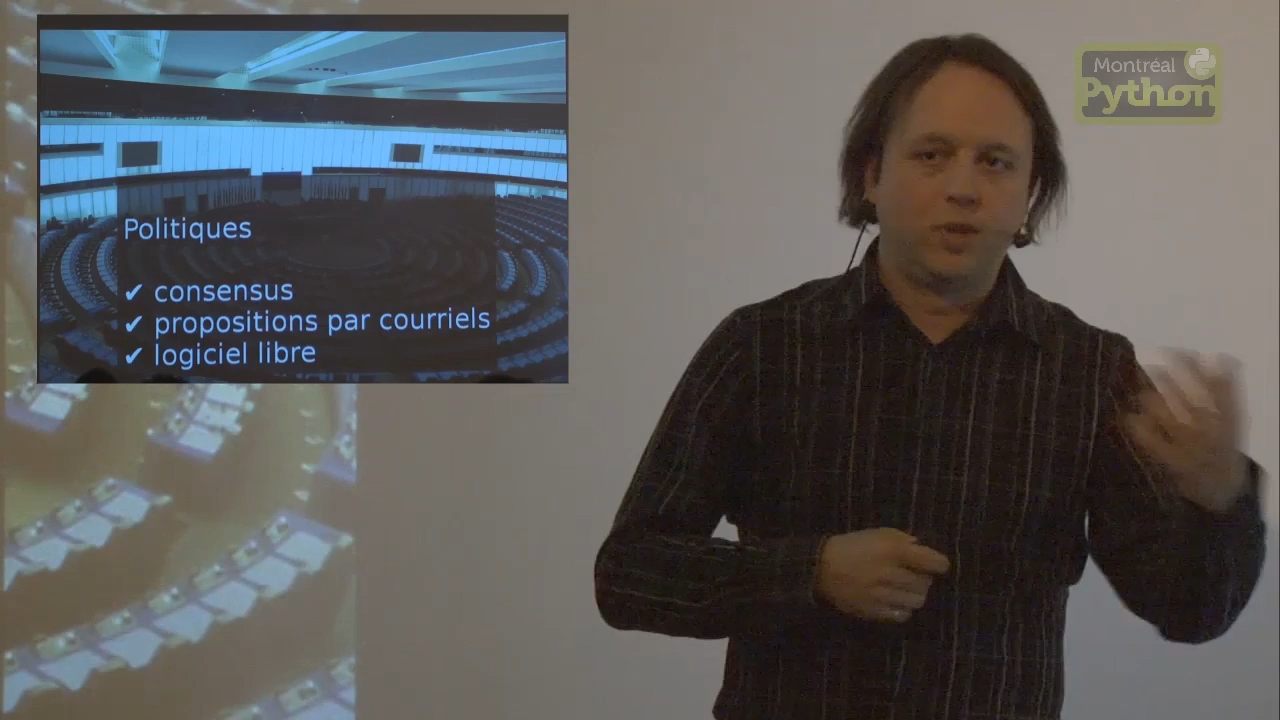 Politiques
✔ consensus
✔ propositions par courriels
✔ logiciel libre
Montréal
Python